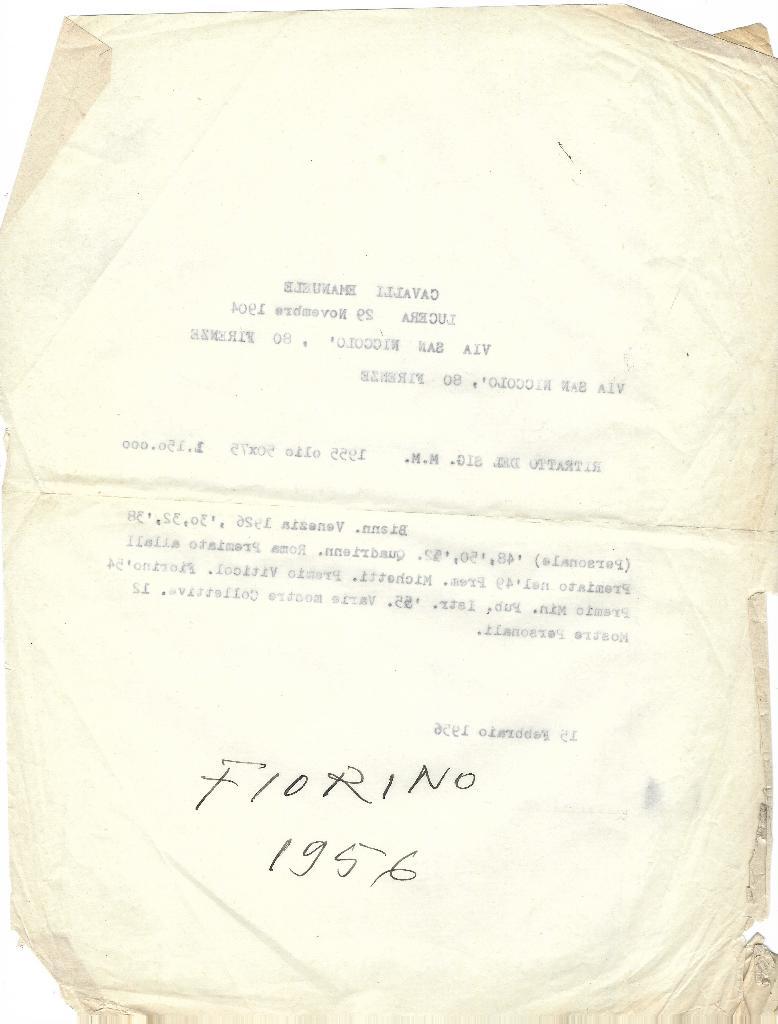 CAVALLI EMANUELE
LUCERA 29 Novembre 1904
VIA SAN NICCOLO', 80 FIRENZE
VIA SAN NICCOLO', 80 FIRENZE
RITRATTO DEL SIG. M.M. 1955 olio 50x75 L.150.000
Biann. Venezia 1926 ,'30,32,'38
(Personale) '48,'50,'52. Quadrienn. Roma Premiato allaII
Premiato nel'49 Prem. Michetti. Premio Viticol. Fiorino'54
Premio Min. Pub, Istr. '55. Varie mostre Collettive. 12
Mostre Personali.
15 Febbraio 1956
FIORINO
1956